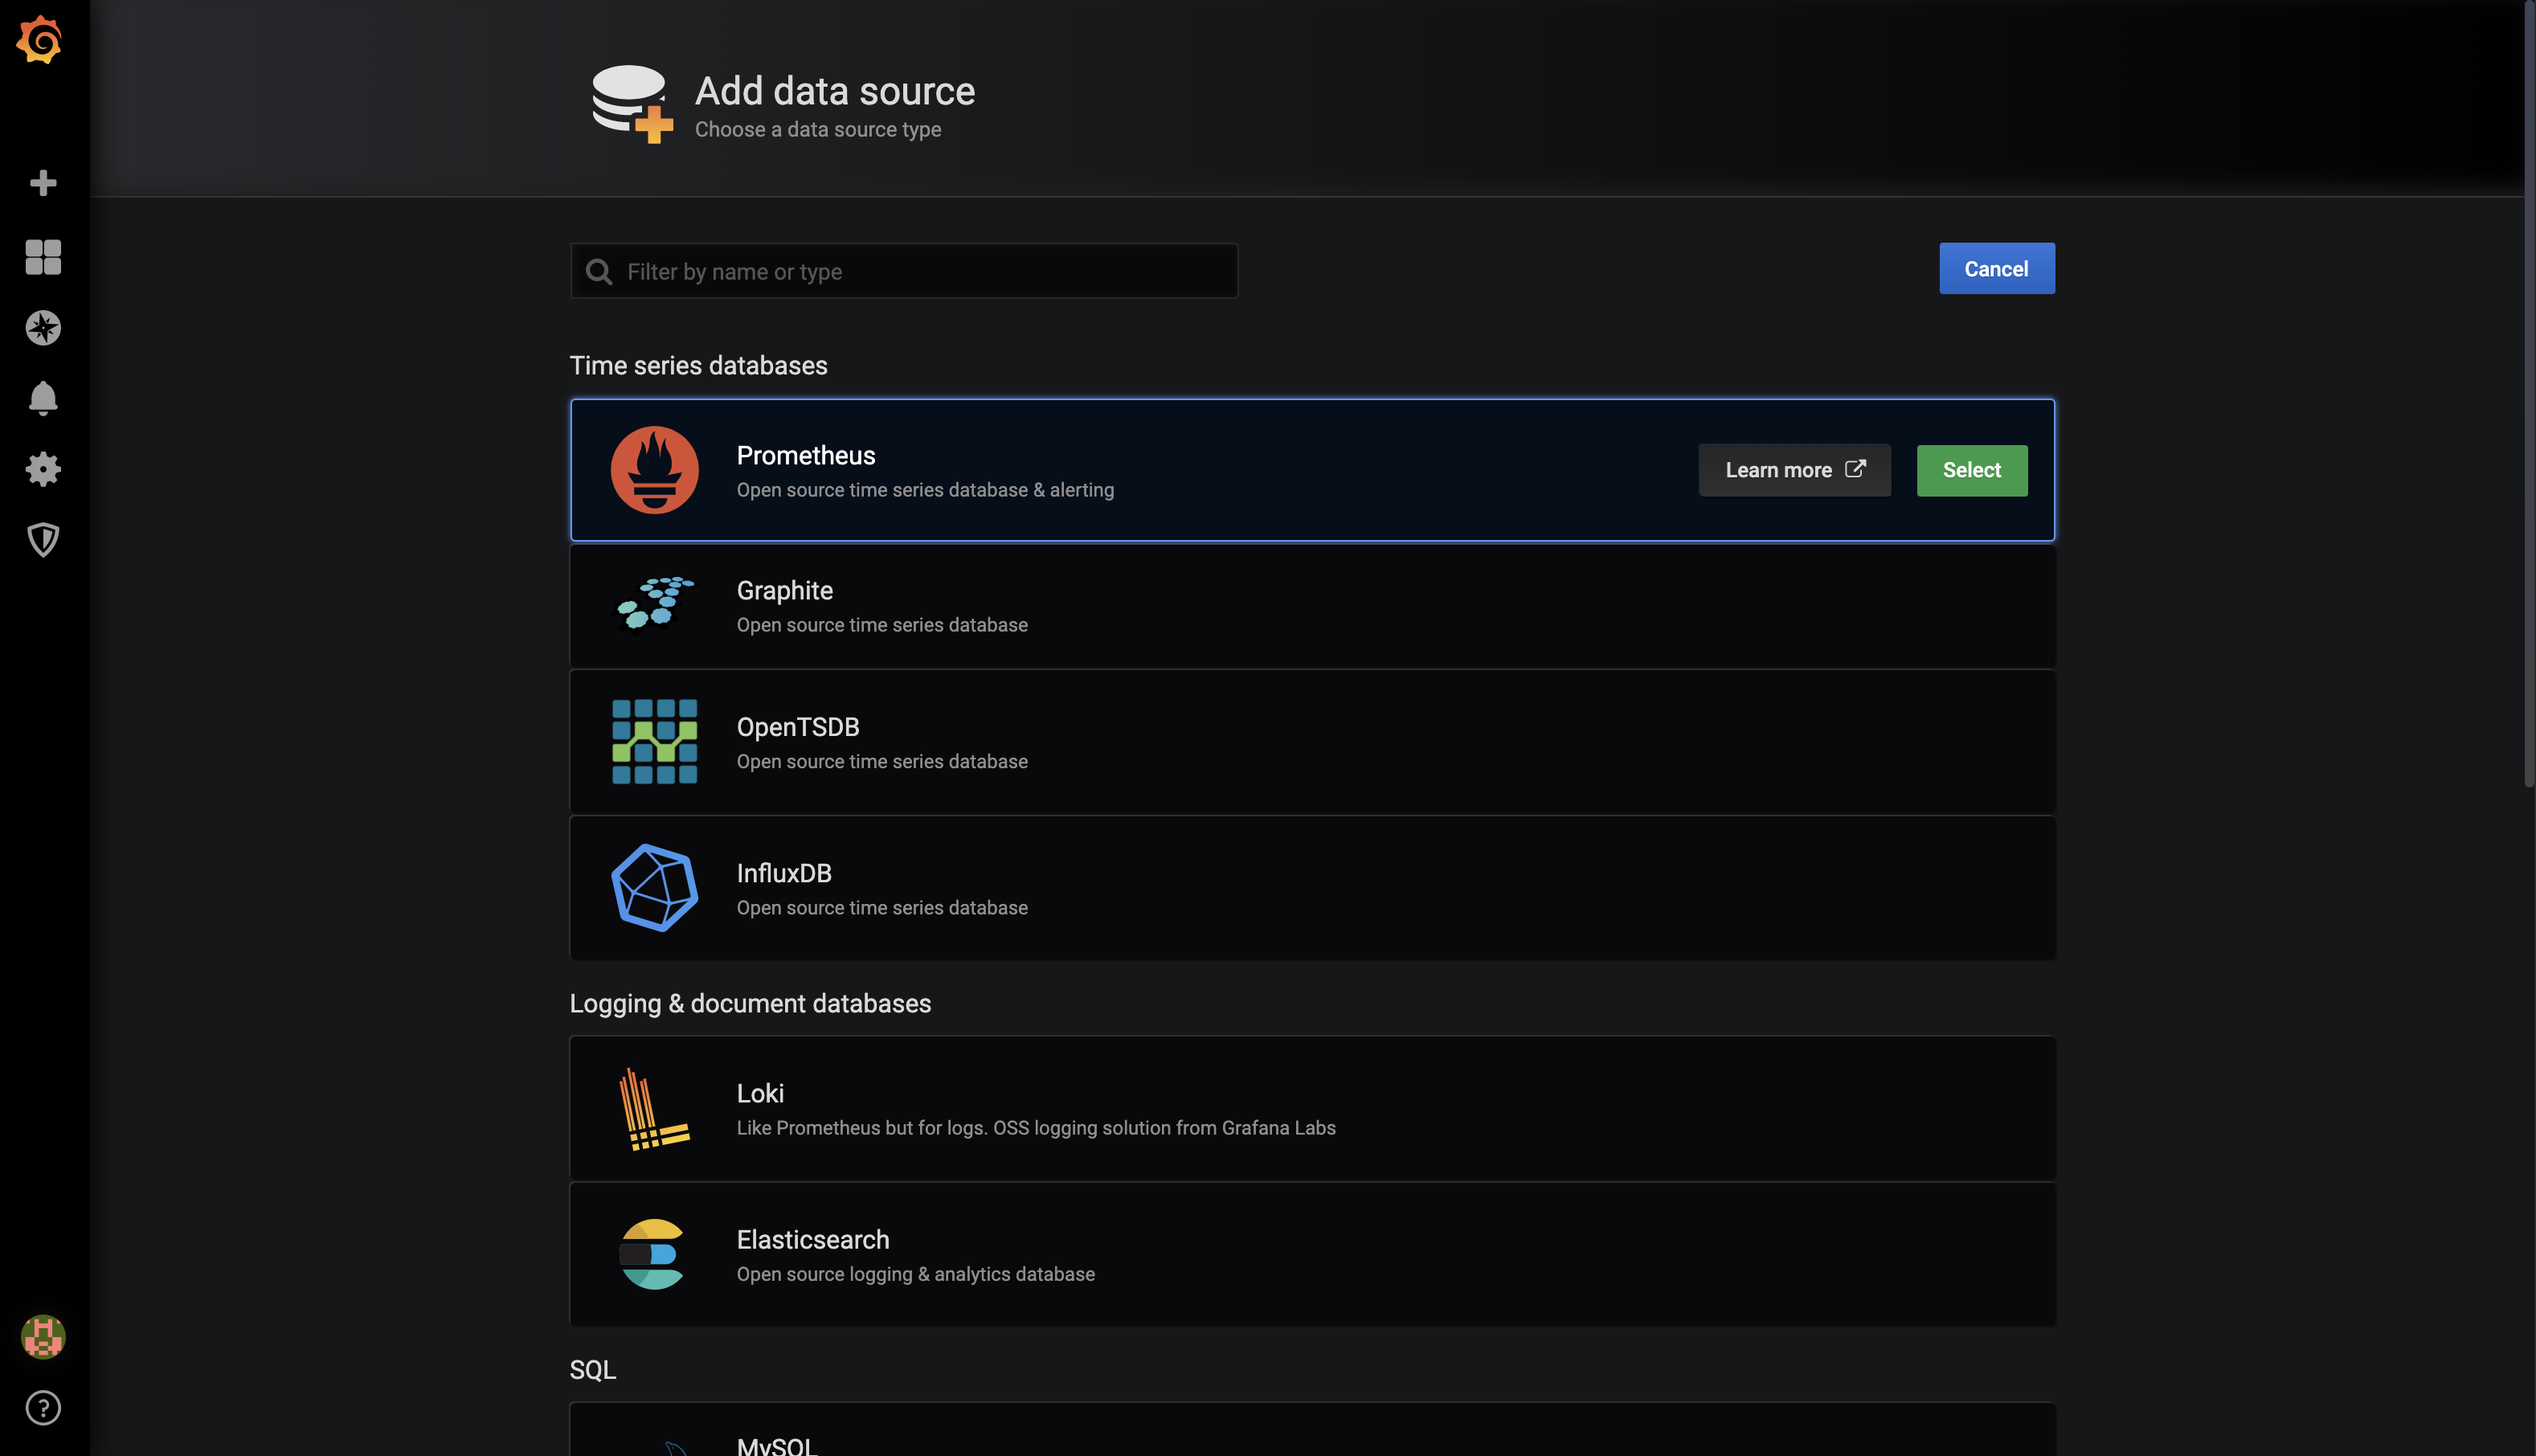 Add data source
Choose a data source type
Filter by name or type
Cancel
Time series databases
Prometheus
Open source time series database & alerting
Learn more
Select
Graphite
Open source time series database
OpenTSDB
Open source time series database
InfluxDB
Open source time series database
Logging & document databases
Loki
Like Prometheus but for logs. OSS logging solution from Grafana Labs
Elasticsearch
Open source logging & analytics database
SQL
MySQL
?